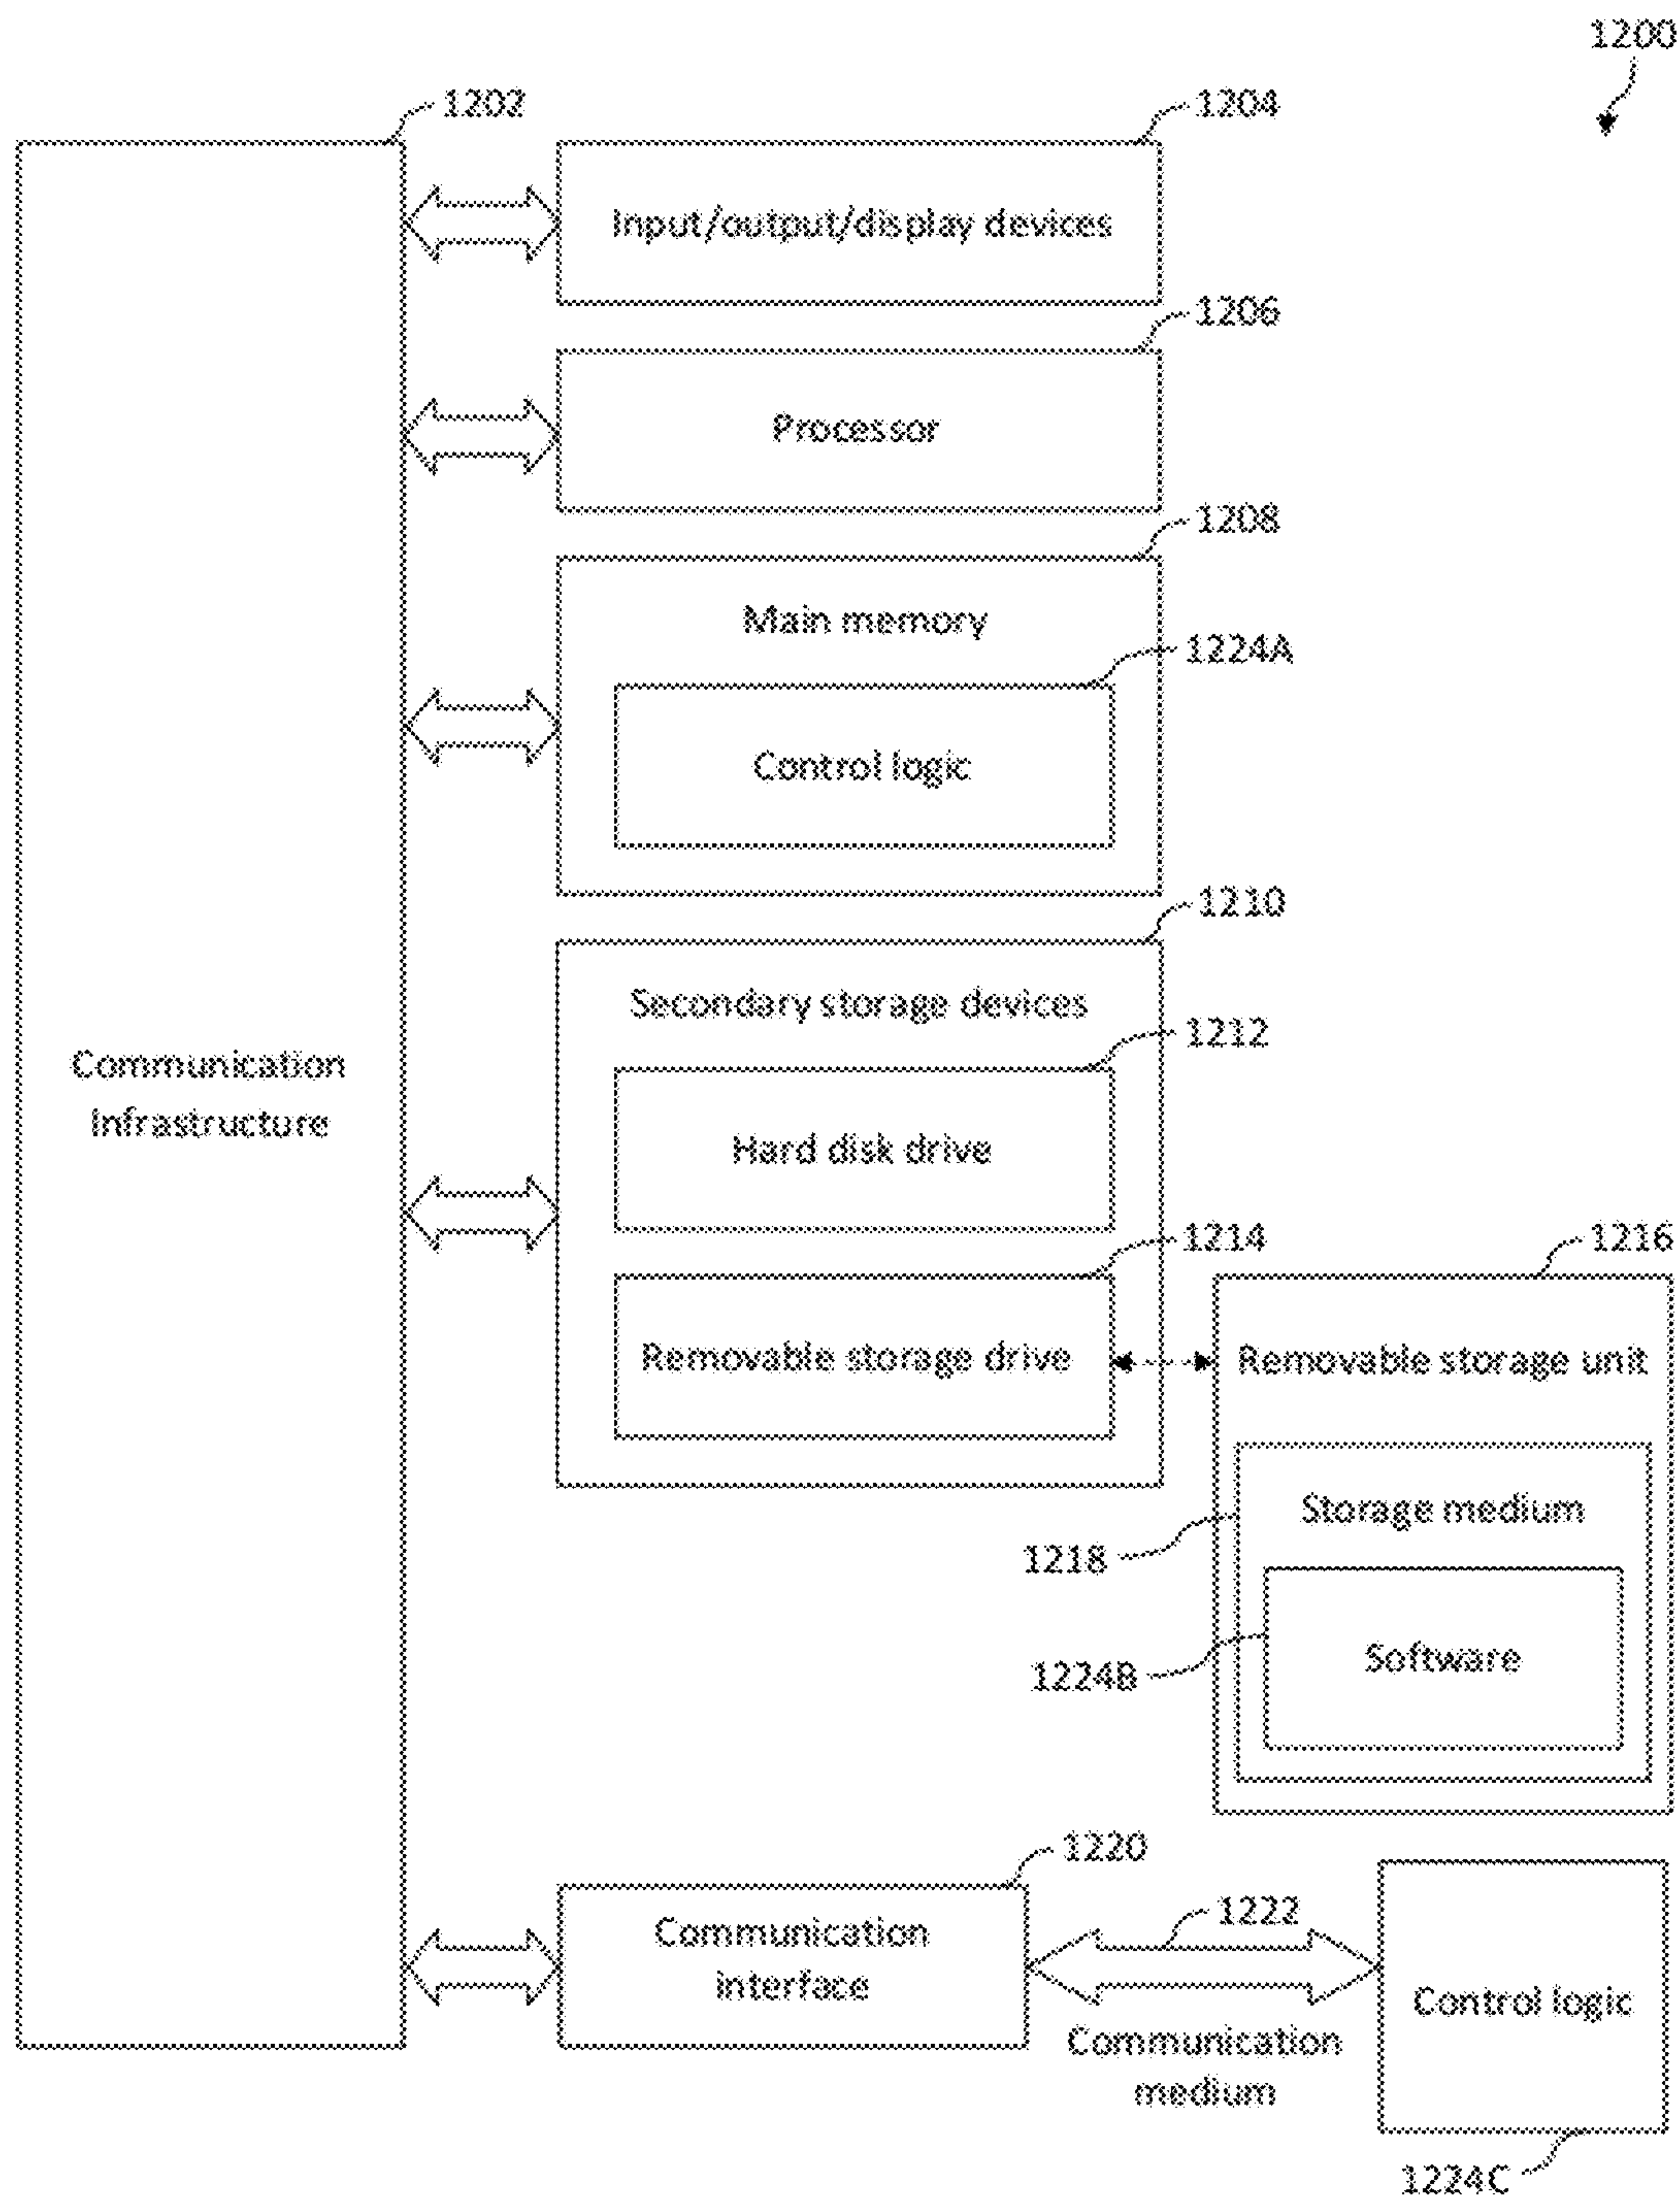 1200
1202
1204
Input/output/display devices
1206
Processor
1208
Main memory
1224A
Control logic
1210
Secondary storage devices
1212
Communication
Infrastructure
Hard disk drive
1214
1216
Removable storage drive
Removable storage unit
Storage medium
1218
Software
1224B
1220
1222
Communication
interface
Control logic
Communication
medium
1224C